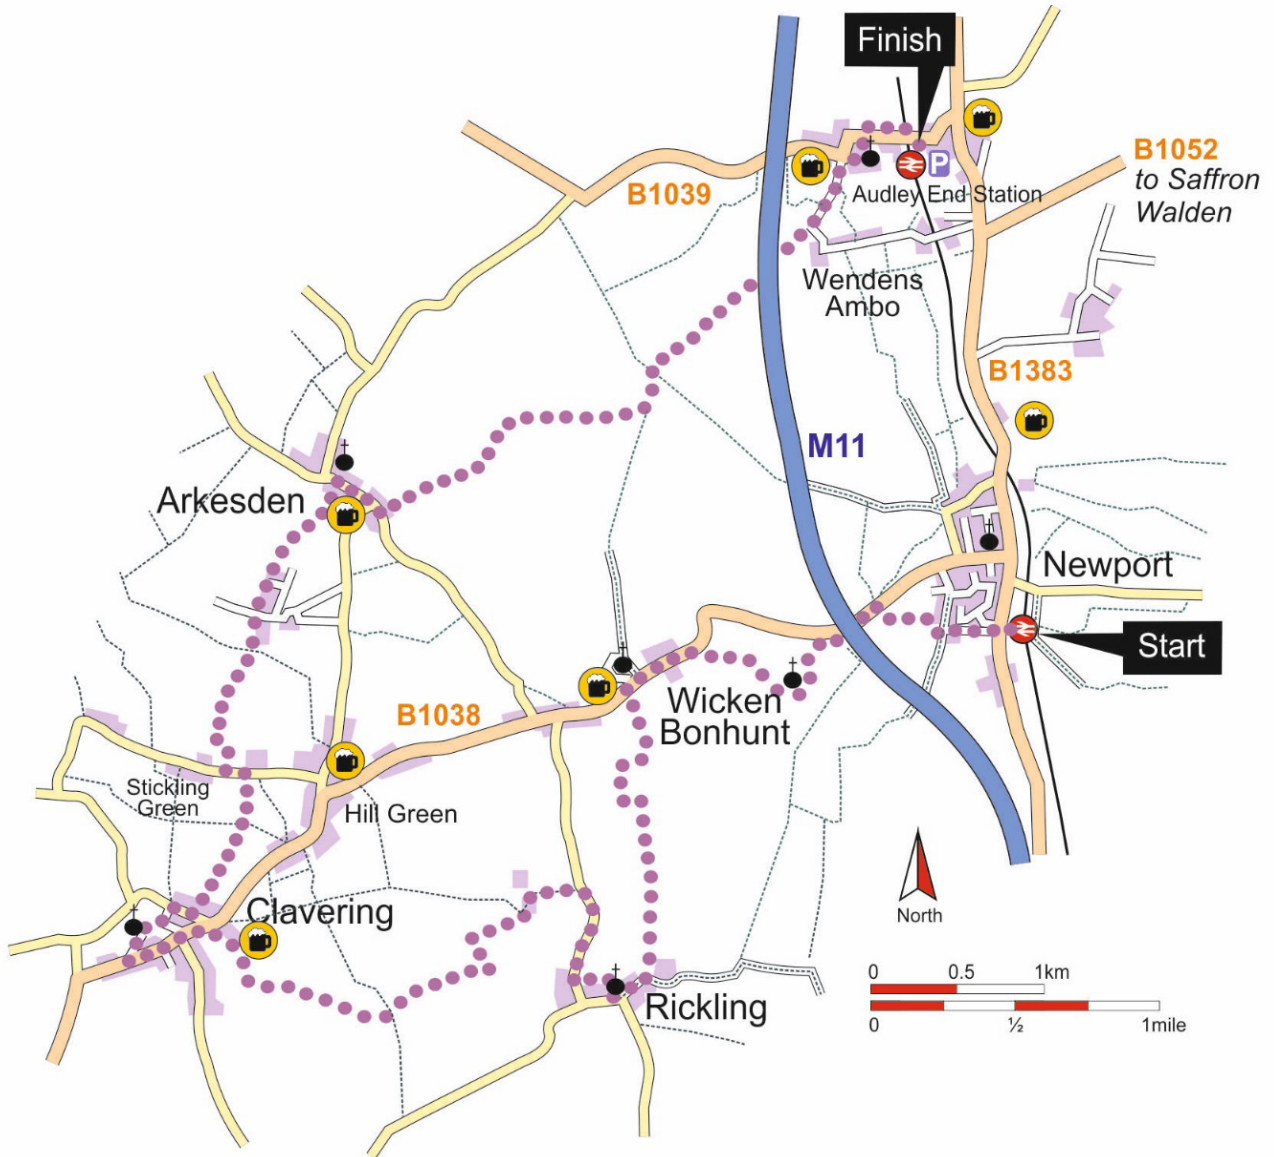 Finish
B1052
to Saffron
Walden
B1039
P
Audley End Station
Wendens
Ambo
B1383
M11
Arkesden
Newport
Start
Wicken
Bonhunt
B1038
Stickling
Green
Hill Green
Clavering
North
Rickling
0 0.5 1km
0 ½ 1mile